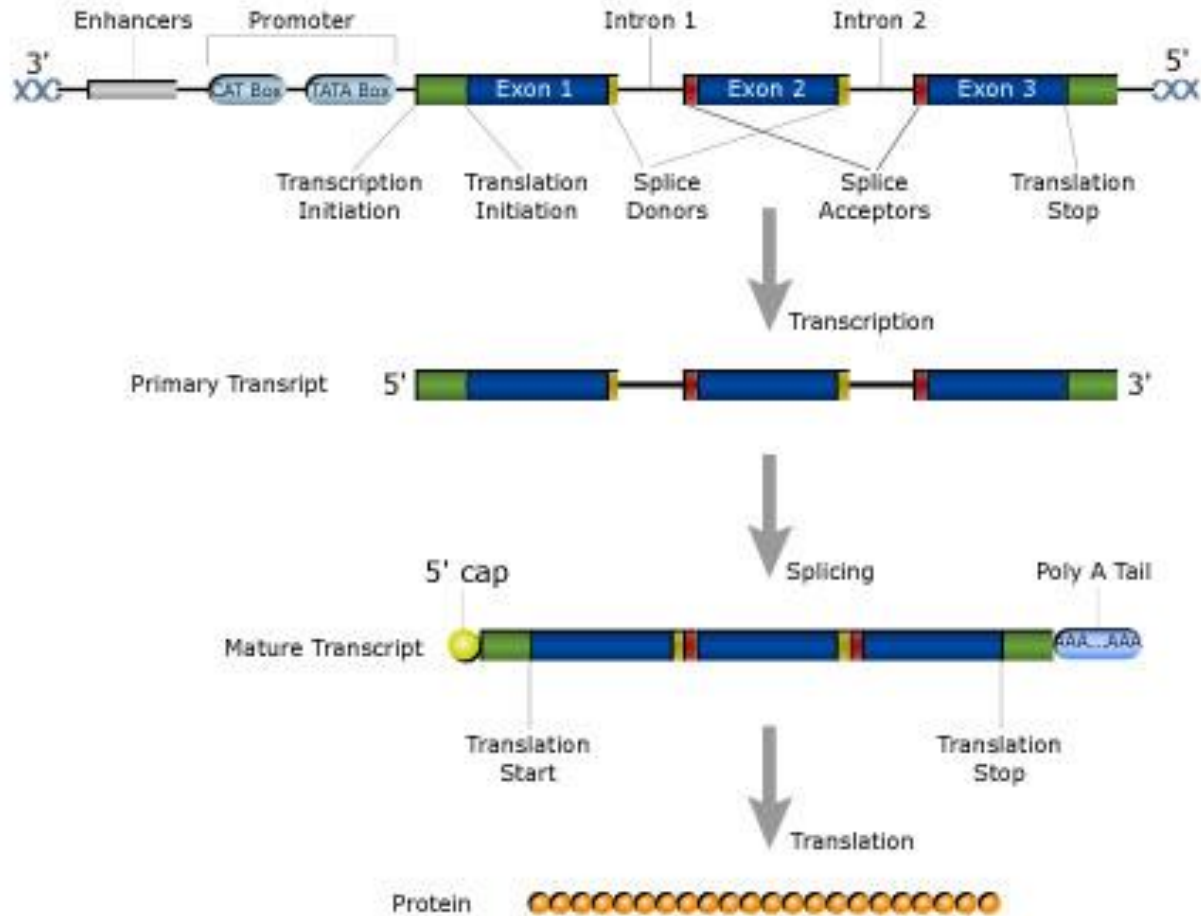 Enhancers Promoter Intron 1 Intron 2
3' 5'
CAT Box TATA Box Exon 1 Exon 2 Exon 3
Transcription Initiation
Translation Initiation
Splice Donors
Splice Acceptors
Translation Stop
Transcription
Primary Transript 5' 3'
5' cap Splicing Poly A Tail
Mature Transcript AAA...AAA
Translation Start
Translation Stop
Translation
Protein